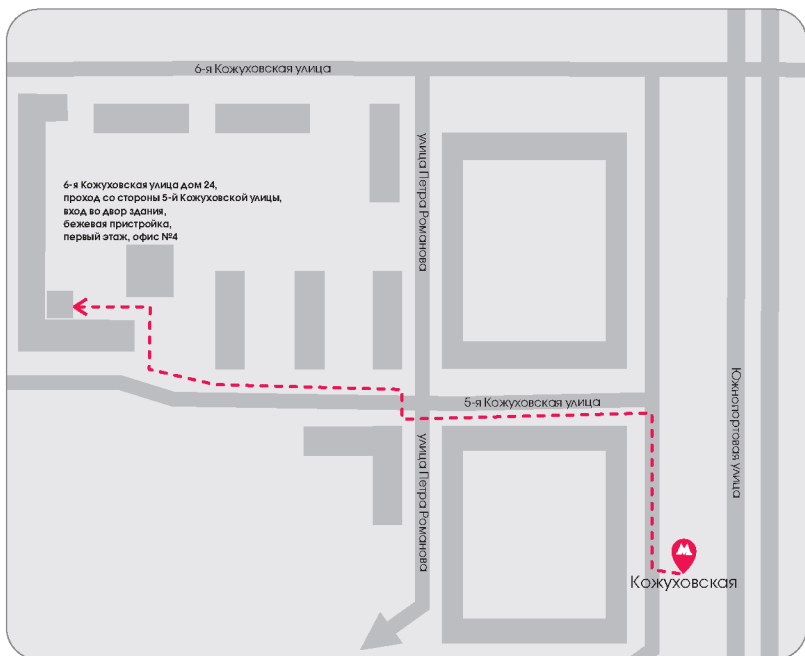 6-я Кожуховская улица
улица Петра Романова
6-я Кожуховская улица дом 24,
проход со стороны 5-й Кожуховской улицы,
вход во двор здания,
бежевая пристройка,
первый этаж, офис №4
5-я Кожуховская улица
Южнопортовая улица
улица Петра Романова
Кожуховская